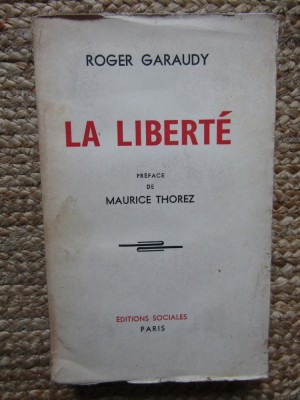 ROGER GARAUDY
LA LIBERTÉ
PRÉFACE
DE
MAURICE THOREZ
EDITIONS SOCIALES
PARIS